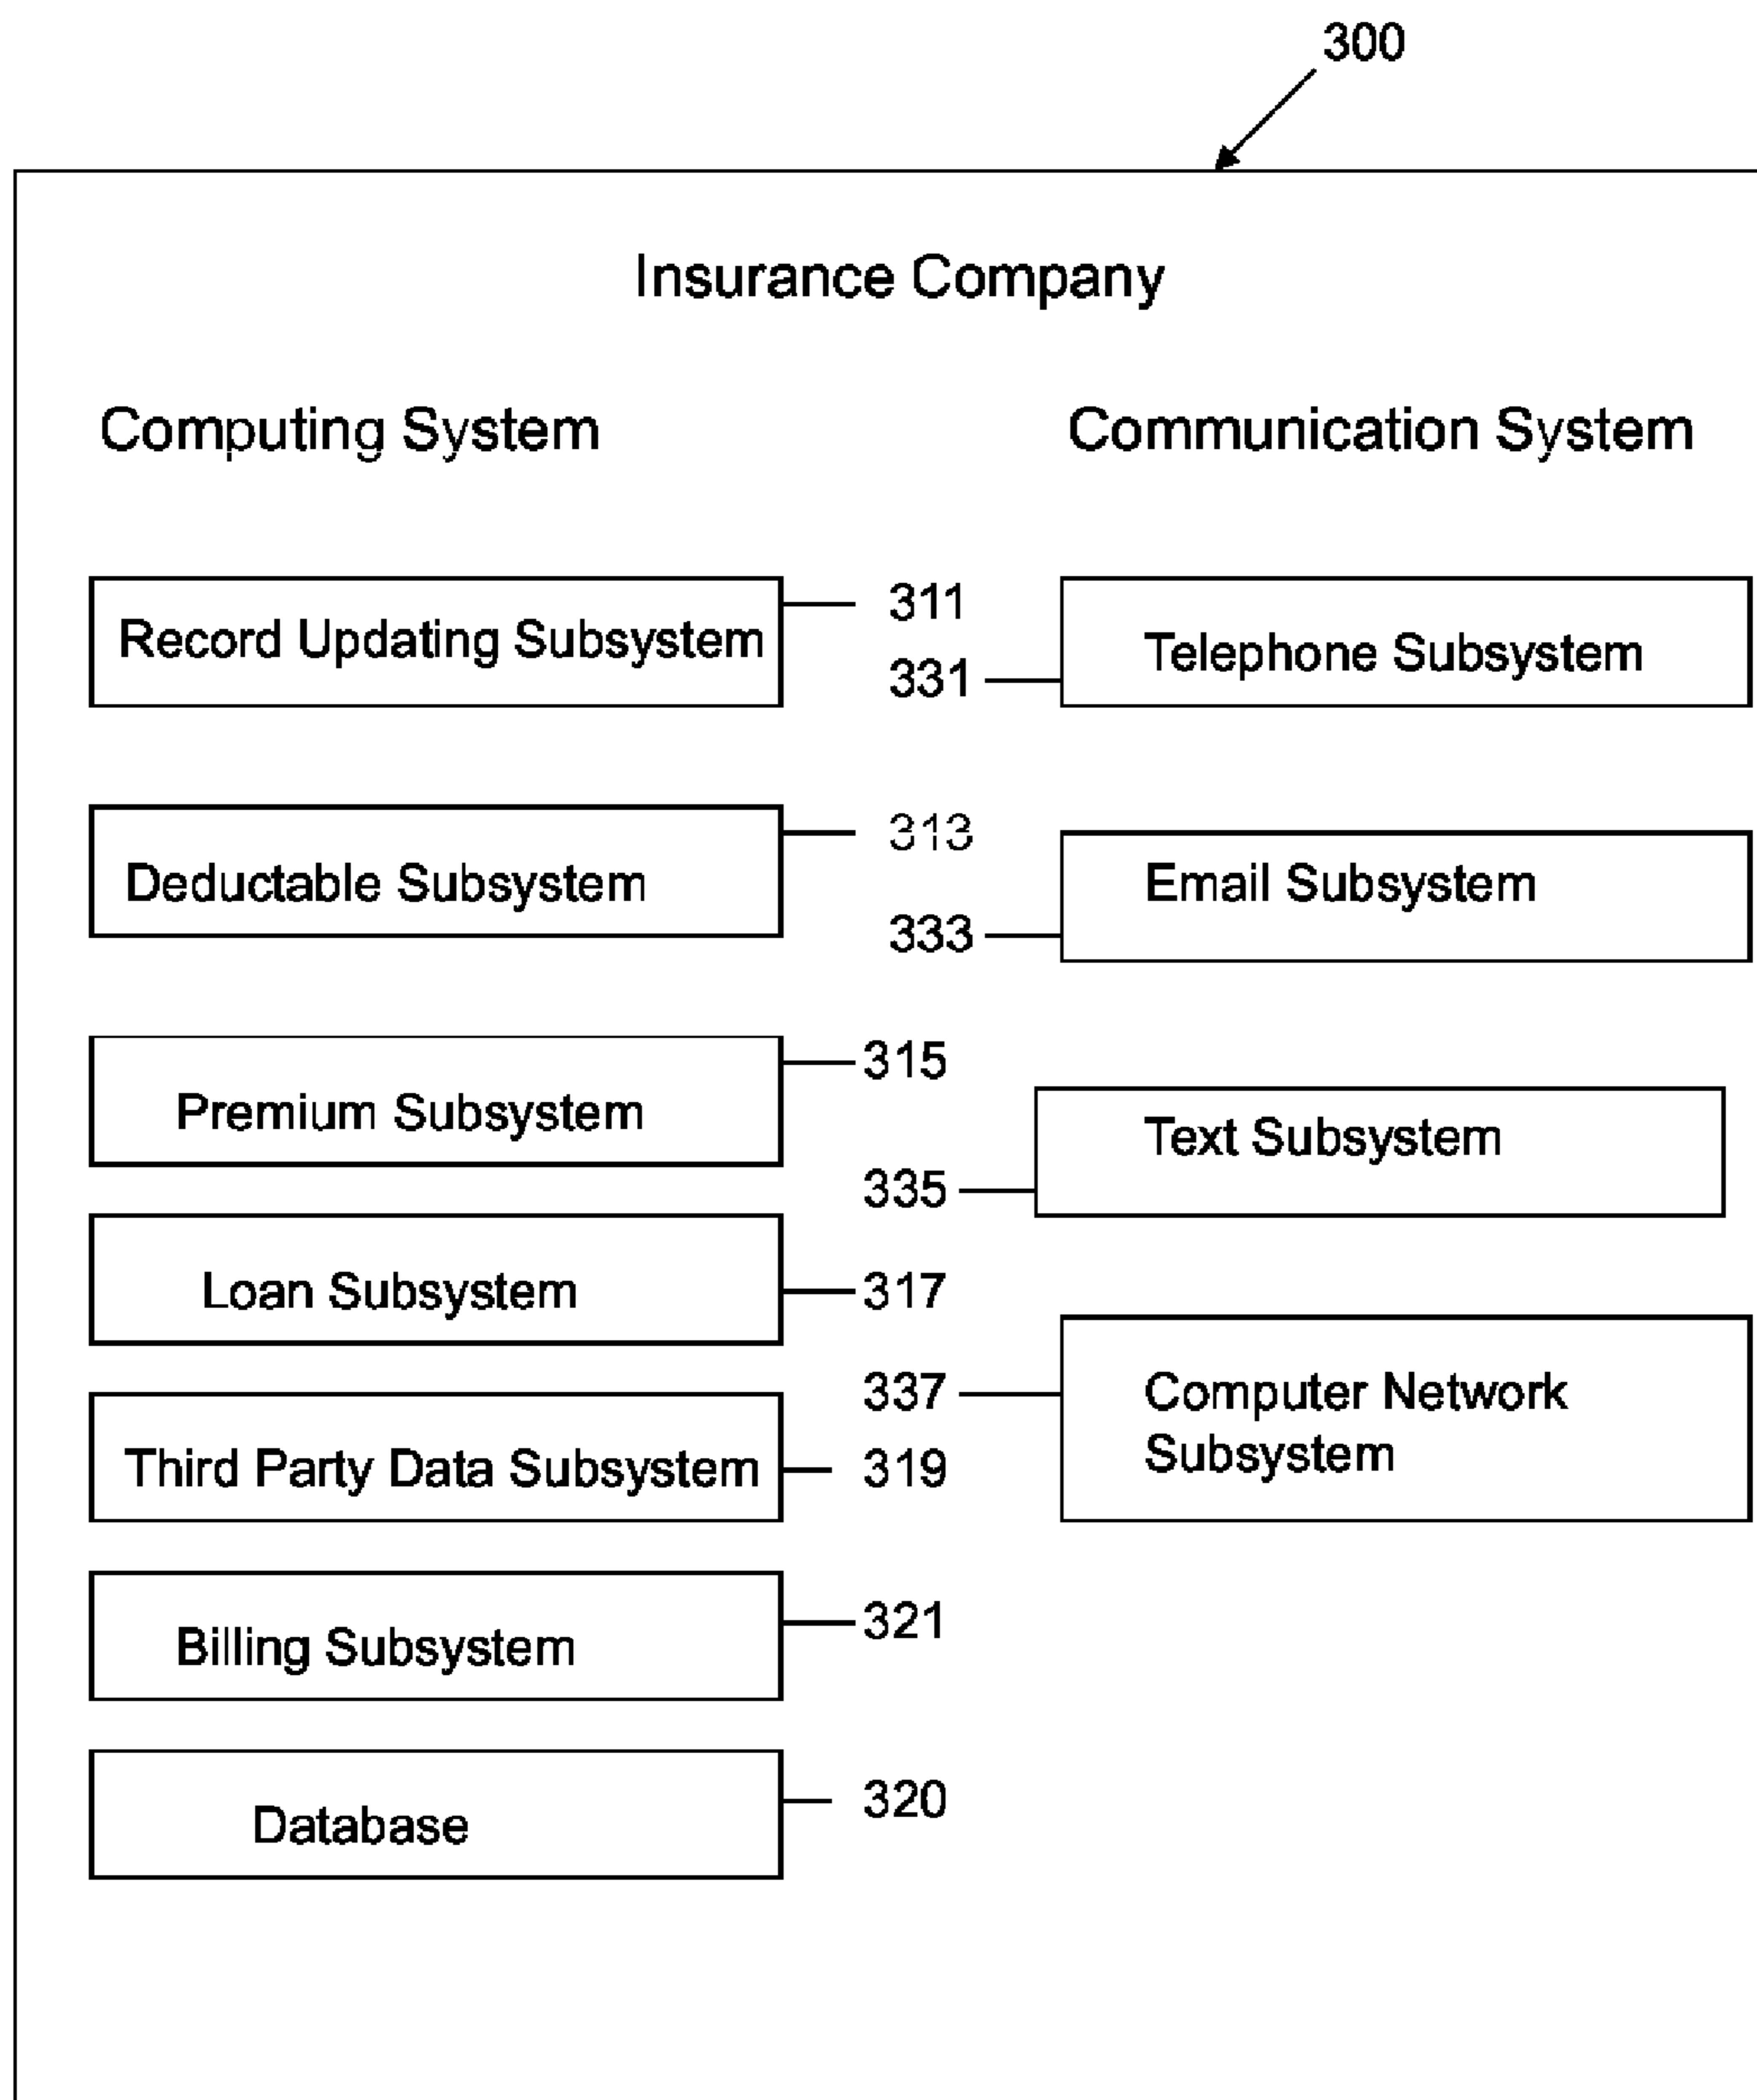 300
Insurance Company
Computing System
Communication System
Record Updating Subsystem
311
331
Telephone Subsystem
Deductable Subsystem
313
333
Email Subsystem
Premium Subsystem
315
335
Text Subsystem
Loan Subsystem
317
337
Computer Network
Subsystem
Third Party Data Subsystem
319
Billing Subsystem
321
Database
320